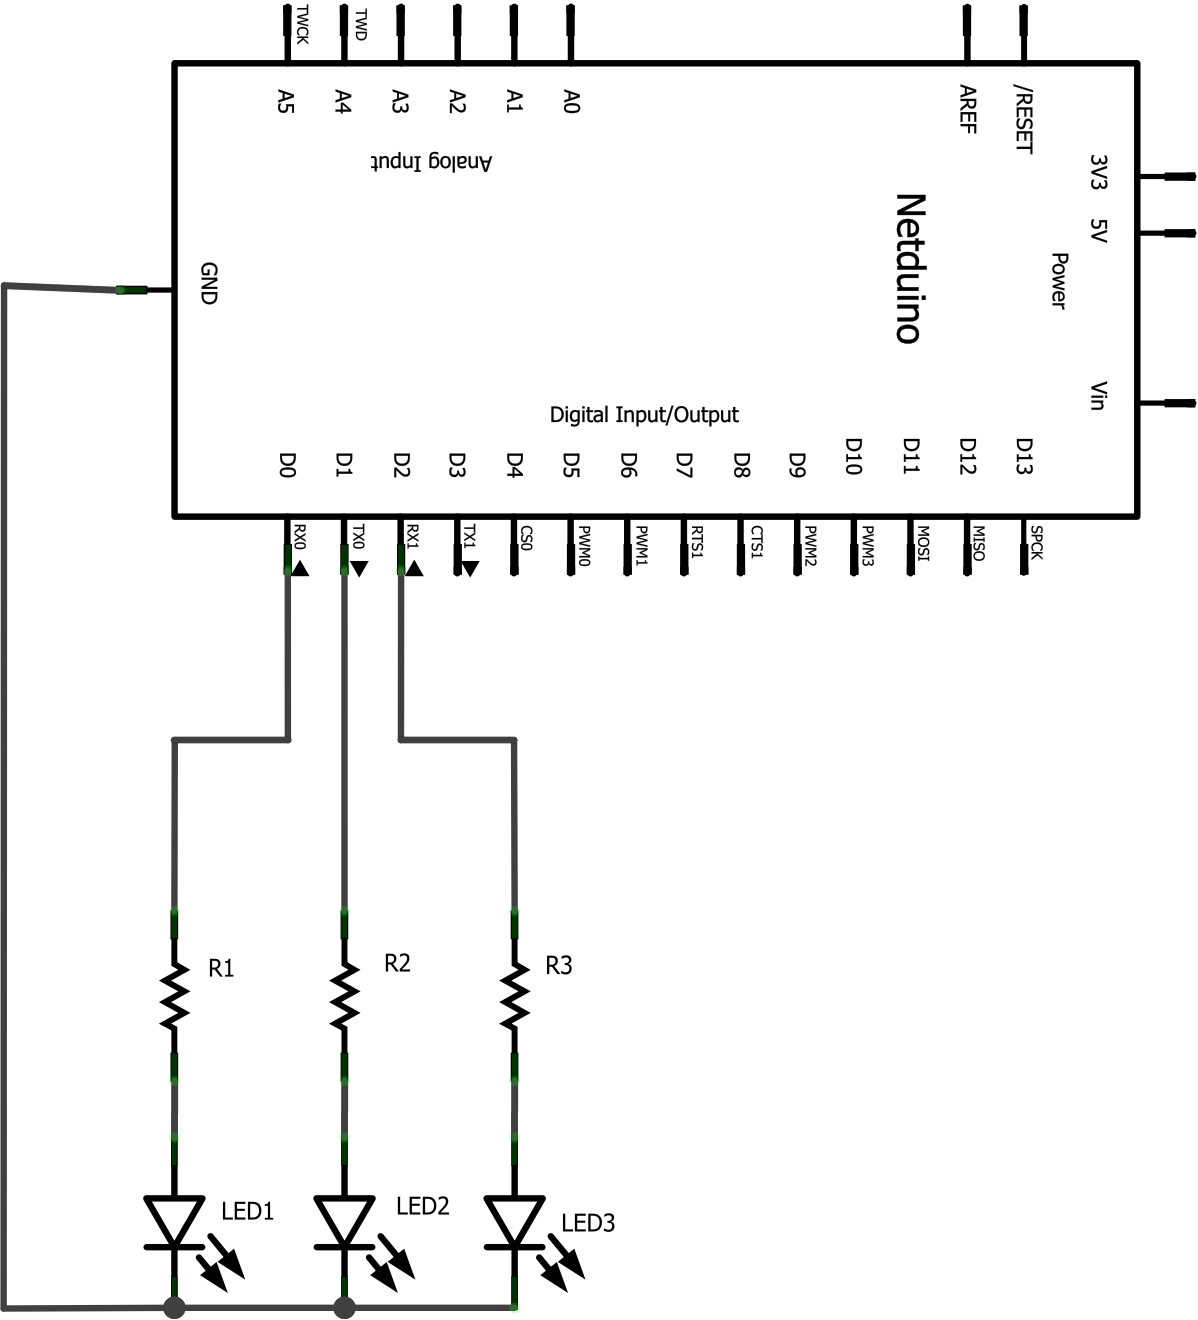 TWCK
TWD
A5
A4
A3
A2
A1
A0
AREF
/RESET
Analog Input
3V3
5V
Netduino
Power
GND
Vin
Digital Input/Output
D0
D1
D2
D3
D4
D5
D6
D7
D8
D9
D10
D11
D12
D13
RX0
TX0
RX1
TX1
CS0
PWM0
PWM1
RTS1
CTS1
PWM2
PWM3
MOSI
MISO
SPCK
R1
R2
R3
LED1
LED2
LED3